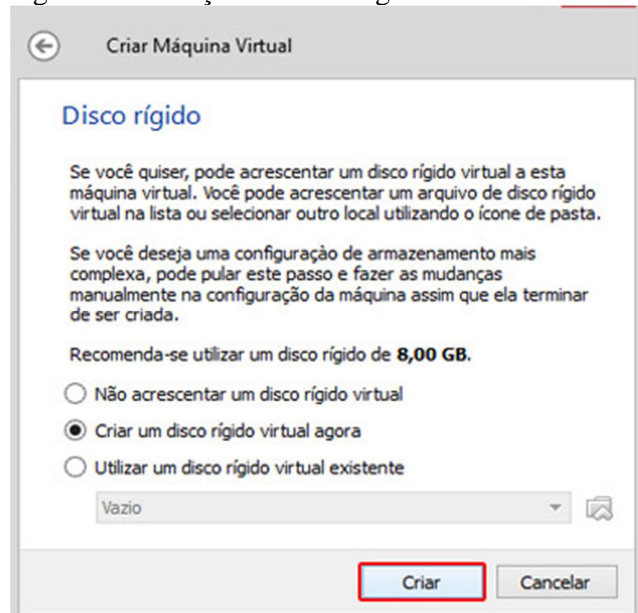 Criar Máquina Virtual
Disco rígido
Se você quiser, pode acrescentar um disco rígido virtual a esta
máquina virtual. Você pode acrescentar um arquivo de disco rígido
virtual na lista ou selecionar outro local utilizando o ícone de pasta.
Se você deseja uma configuraçào de armazenamento mais
complexa, pode pular este passo e fazer as mudanças
manualmente na configuração da máquina assim que ela terminar
de ser criada.
Recomenda-se utilizar um disco rígido de 8,00 GB.
Não acrescentar um disco rígido virtual
Criar um disco rígido virtual agora
Utilizar um disco rígido virtual existente
Vazio
Criar Cancelar